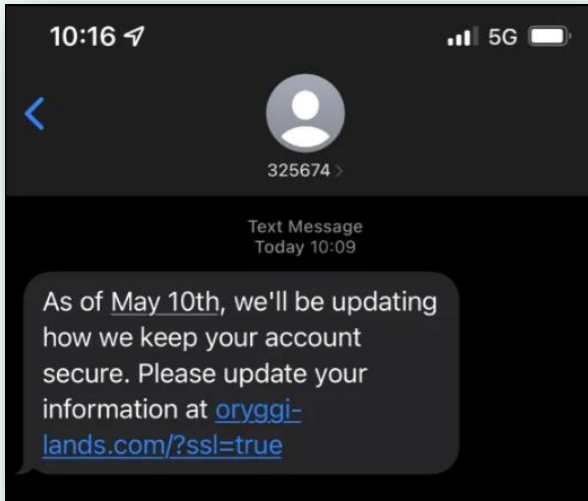 10:16 5G
325674
Text Message
Today 10:09
As of May 10th, we'll be updating
how we keep your account
secure. Please update your
information at oryggi-
lands.com/?ssl=true